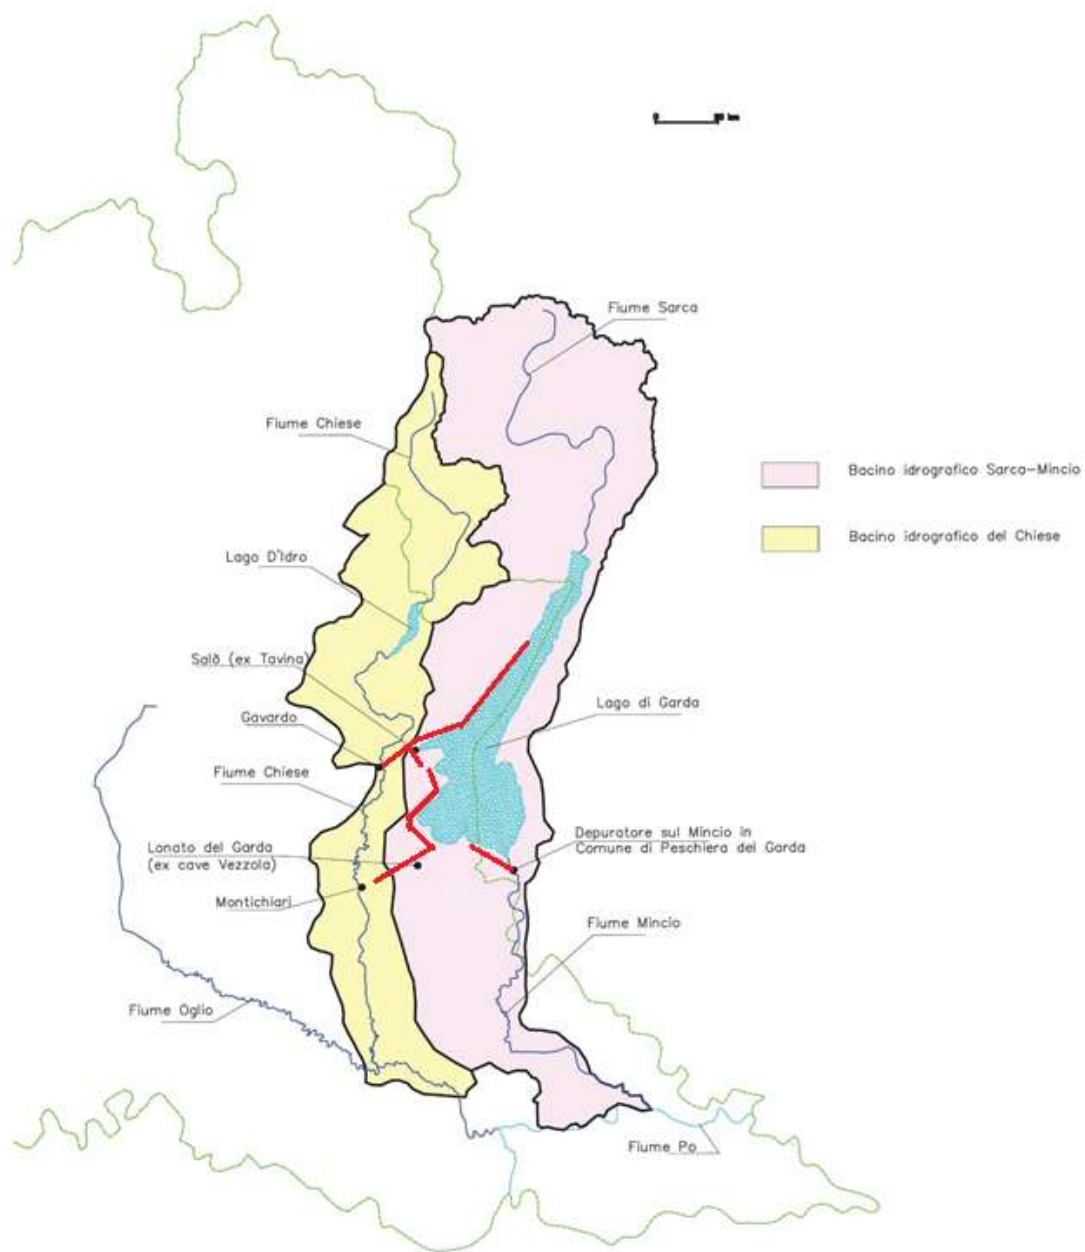 0
km
Fiume Sarca
Fiume Chiese
Bacino idrografico Sarca-Mincio
Bacino idrografico del Chiese
Lago D'Idro
Salò (ex Tavina)
Gavardo
Lago di Garda
Fiume Chiese
Depuratore sul Mincio in
Comune di Peschiera del Garda
Lonato del Garda
(ex cave Vezzola)
Montichiari
Fiume Mincio
Fiume Oglio
Fiume Po